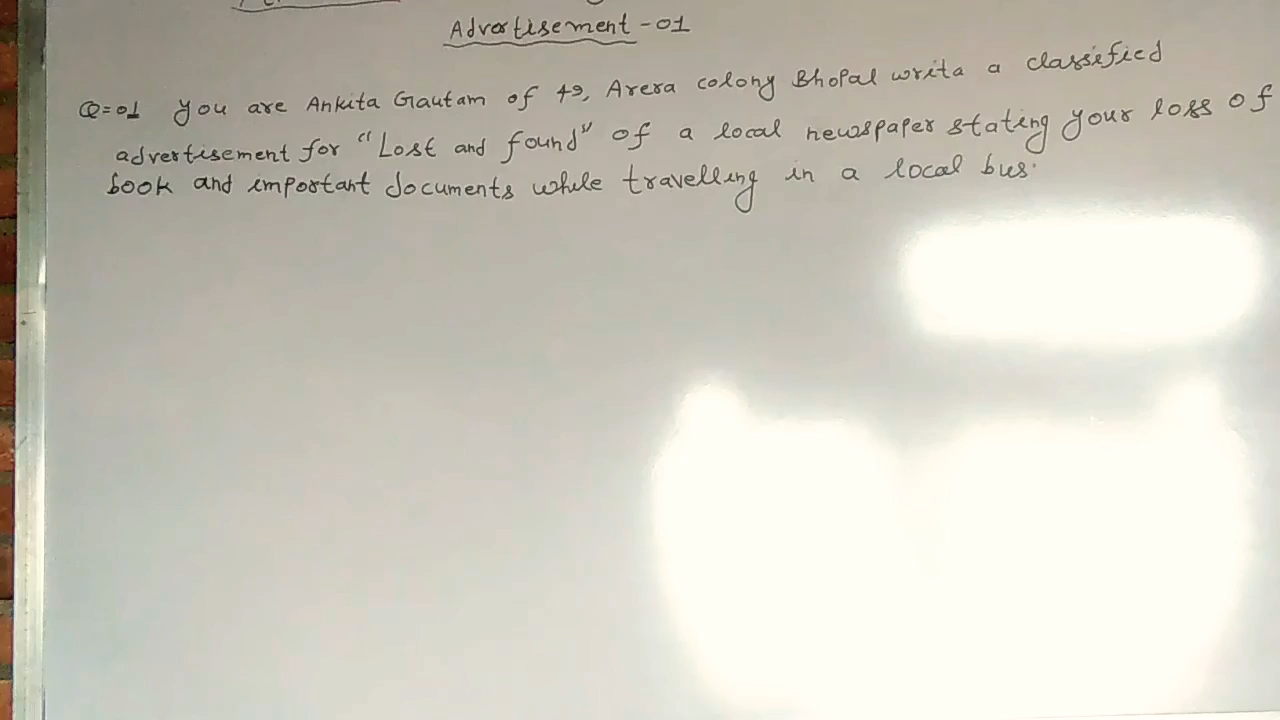 Advertisement - 01
Q=01 you are Ankita Gautam of 49, Arera colony Bhopal write a classified
advertisement for "Lost and found" of a local newspaper stating your loss of
book and important documents while travelling in a local bus.